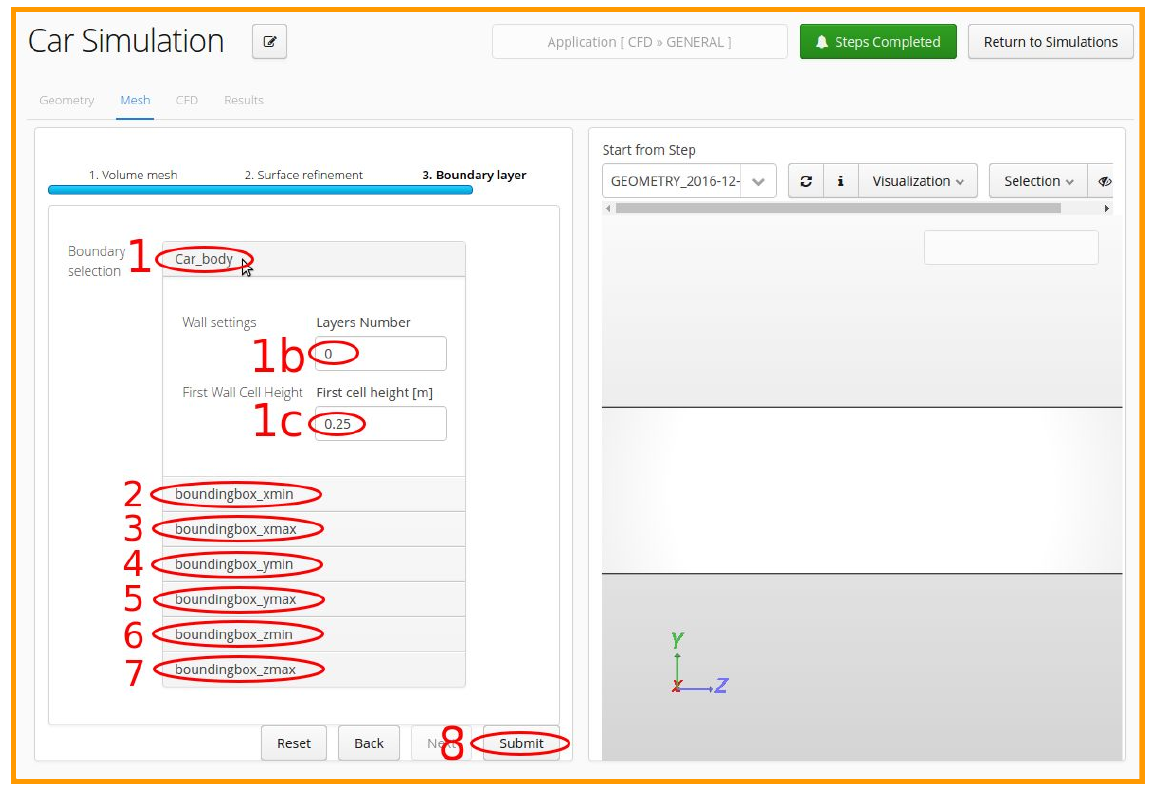 Car Simulation
Application [ CFD » GENERAL ]
Steps Completed
Return to Simulations
Geometry
Mesh
CFD
Results
1. Volume mesh
2. Surface refinement
3. Boundary layer
Boundary
selection
1
Car_body
Wall settings
Layers Number
1b
0
First Wall Cell Height
First cell height [m]
1c
0.25
2
boundingbox_xmin
3
boundingbox_xmax
4
boundingbox_ymin
5
boundingbox_ymax
6
boundingbox_zmin
7
boundingbox_zmax
Reset
Back
Next
8
Submit
Start from Step
GEOMETRY_2016-12-
i
Visualization
Selection
Y
X
Z